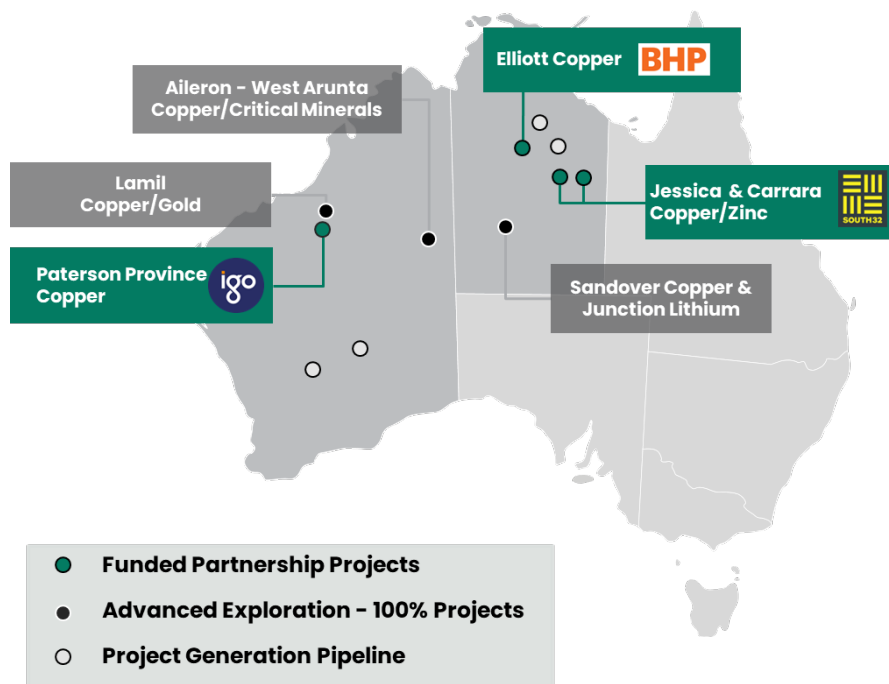 Elliott Copper BHP
Aileron - West Arunta
Copper/Critical Minerals
Lamil
Copper/Gold
Jessica & Carrara
Copper/Zinc
SOUTH32
Paterson Province
Copper
igo
Sandover Copper &
Junction Lithium
Funded Partnership Projects
Advanced Exploration - 100% Projects
Project Generation Pipeline